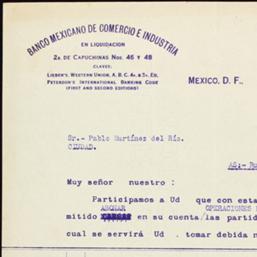 BANCO MEXICANO DE COMERCIO E INDUSTRIA
EN LIQUIDACION
2A. DE CAPUCHINAS NOS. 46 Y 48
CLAVES:
LIEBER'S WESTERN UNION, A. B. C. 4A. & 5A. ED.
PETERSON'S INTERNATIONAL BANKING CODE
(FIRST AND SECOND EDITIONS)
MEXICO, D. F.,
Sr.- Pablo Martínez del Río.
CIUDAD.
AS:-
Muy señor nuestro :
Participamos a Ud que con esta
ABONAR OPERACIONES
mitido en su cuenta/las partid
cual se servirá Ud . tomar debida n